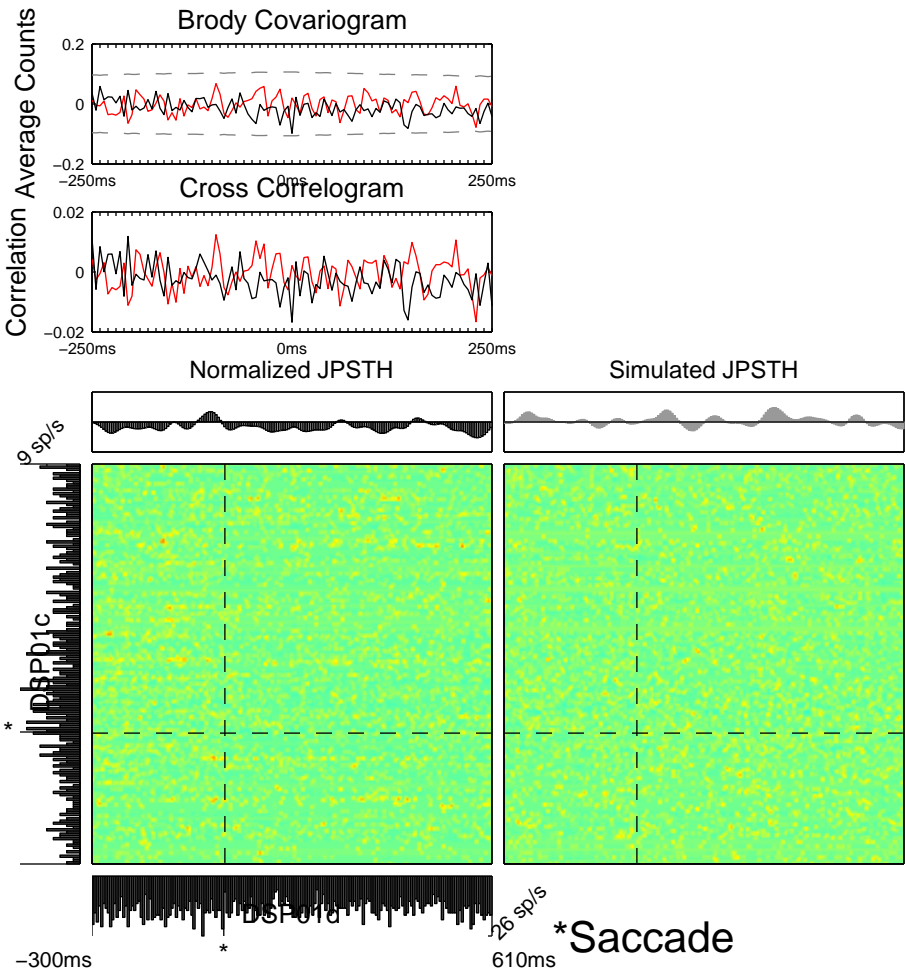 Brody Covariogram
Average Counts
0.2
0
−0.2
−250ms
0ms
250ms
Cross Correlogram
Correlation
0.02
0
−0.02
−250ms
0ms
250ms
Normalized JPSTH
Simulated JPSTH
9 sp/s
DSP01c
*
DSP01d
*
26 sp/s
*Saccade
−300ms
610ms